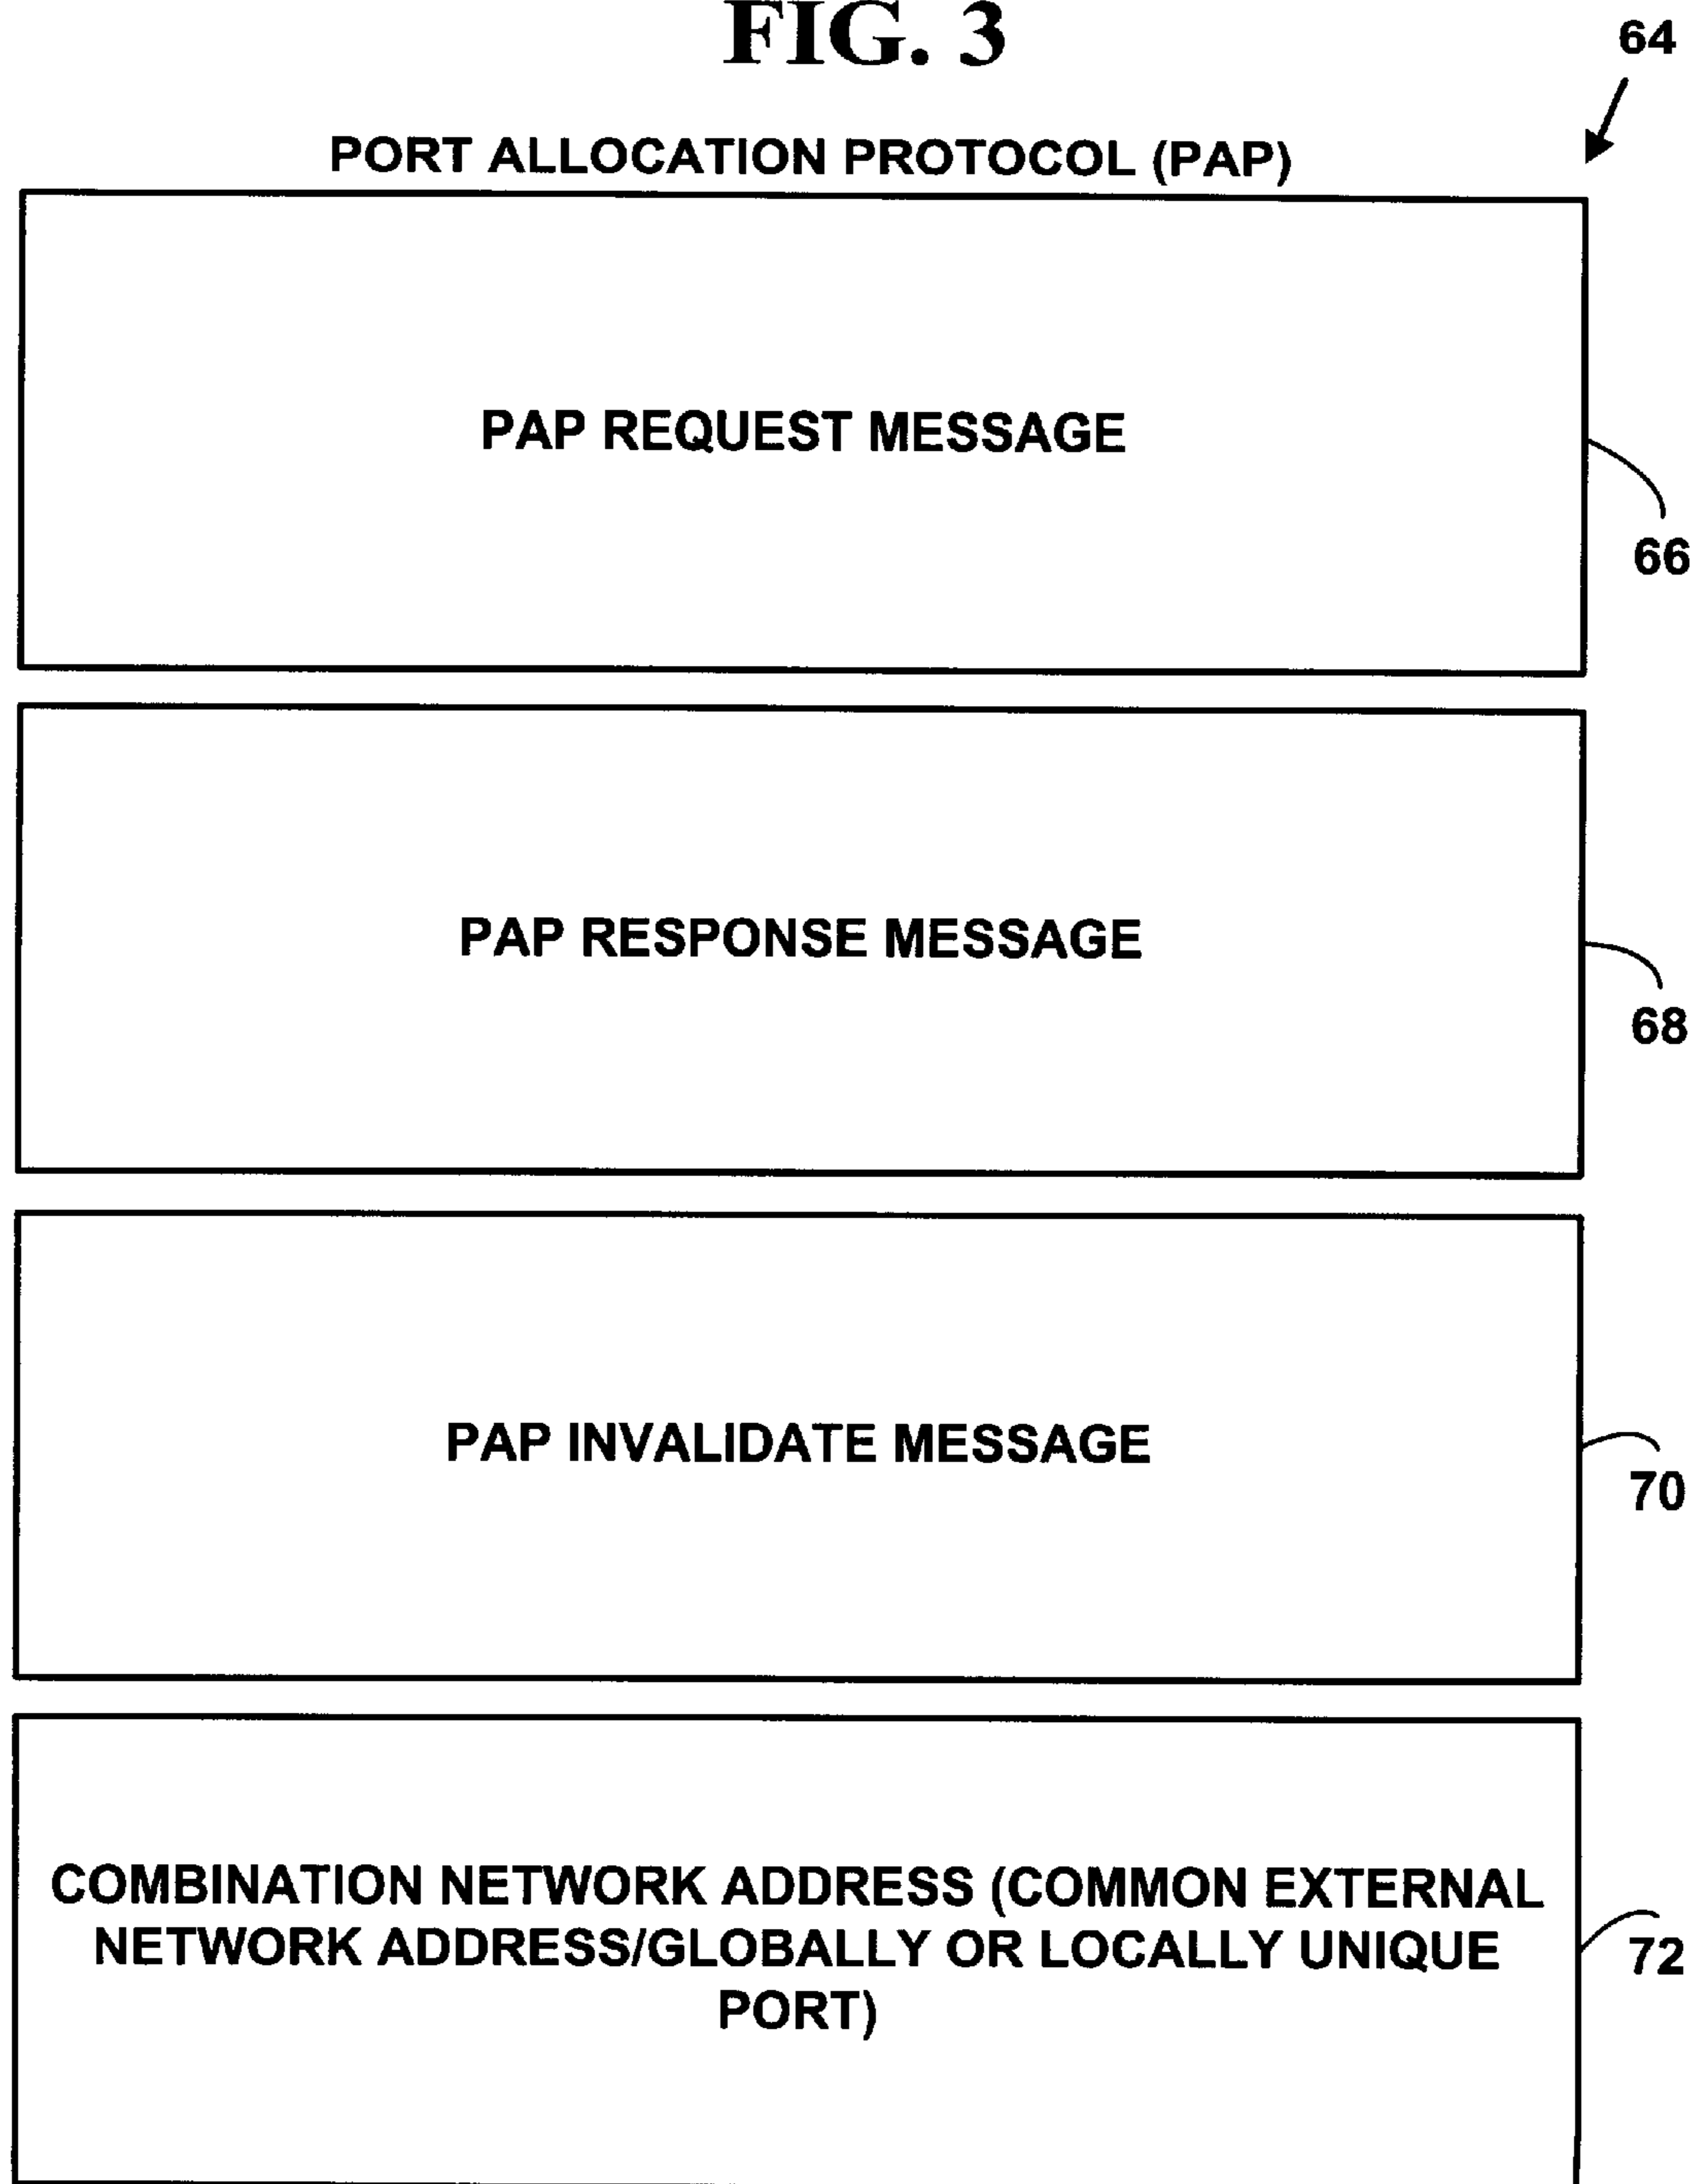 FIG. 3
64
PORT ALLOCATION PROTOCOL (PAP)
PAP REQUEST MESSAGE
66
PAP RESPONSE MESSAGE
68
PAP INVALIDATE MESSAGE
70
COMBINATION NETWORK ADDRESS (COMMON EXTERNAL
NETWORK ADDRESS/GLOBALLY OR LOCALLY UNIQUE
PORT)
72